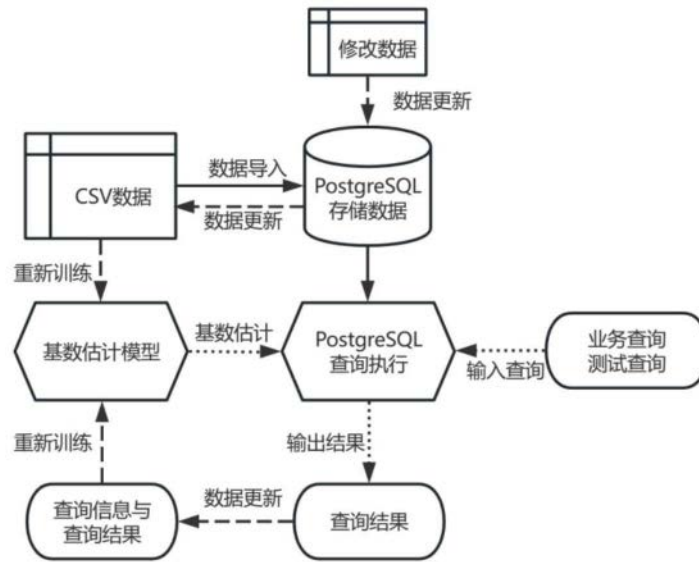 修改数据
数据更新
数据导入
CSV数据
PostgreSQL
存储数据
数据更新
重新训练
基数估计模型
基数估计
PostgreSQL
查询执行
业务查询
测试查询
输入查询
重新训练
输出结果
查询信息与
查询结果
数据更新
查询结果